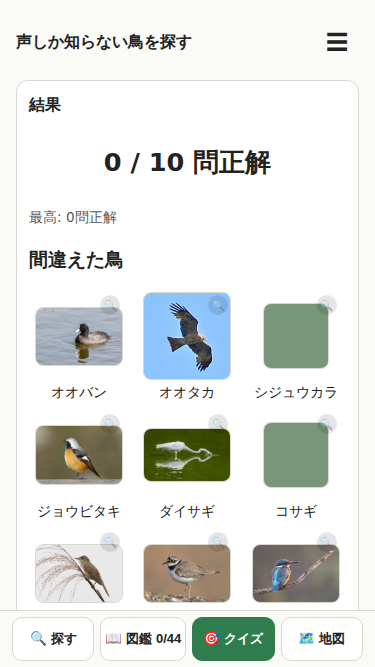 声しか知らない鳥を探す
結果
0 / 10 問正解
最高: 0問正解
間違えた鳥
オオバン
オオタカ
シジュウカラ
ジョウビタキ
ダイサギ
コサギ
探す
図鑑 0/44
クイズ
地図